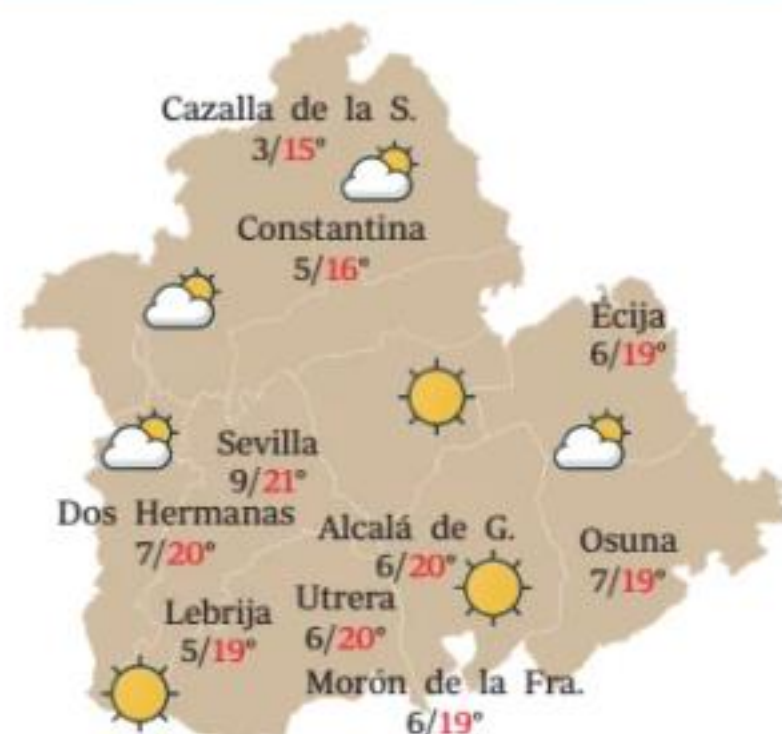 Cazalla de la S.
3/15°
Constantina
5/16°
Écija
6/19°
Sevilla
9/21°
Dos Hermanas
7/20°
Alcalá de G.
6/20°
Osuna
7/19°
Lebrija
5/19°
Utrera
6/20°
Morón de la Fra.
6/19°